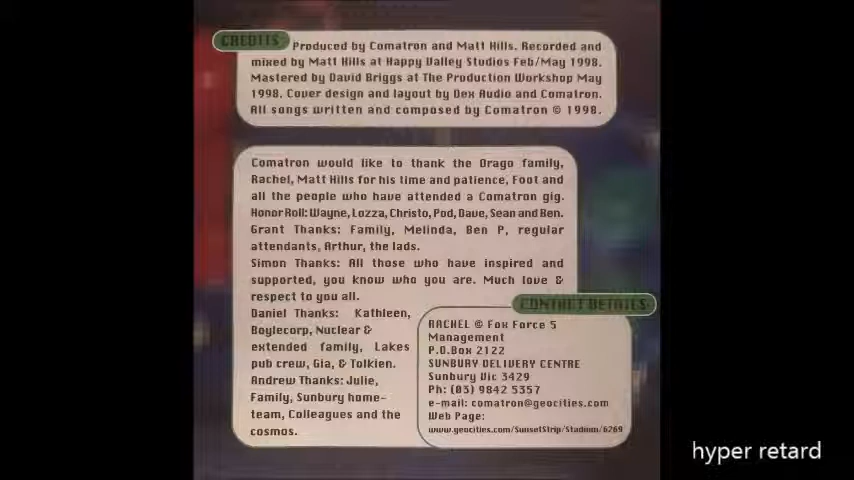 CREDITS
Produced by Comatron and Matt Hills. Recorded and
mixed by Matt Hills at Happy Valley Studios Feb/May 1998.
Mastered by David Briggs at The Production Workshop May
1998. Cover design and layout by Dex Audio and Comatron.
All songs written and composed by Comatron © 1998.
Comatron would like to thank the Drago family,
Rachel, Matt Hills for his time and patience, Foot and
all the people who have attended a Comatron gig.
Honor Roll: Wayne, Lozza, Christo, Pod, Dave, Sean and Ben.
Grant Thanks: Family, Melinda, Ben P, regular
attendants, Arthur, the lads.
Simon Thanks: All those who have inspired and
supported, you know who you are. Much love &
respect to you all.
Daniel Thanks: Kathleen,
Boylecorp, Nuclear &
extended family, Lakes
pub crew, Gia, & Tolkien.
Andrew Thanks: Julie,
Family, Sunbury home-
team, Colleagues and the
cosmos.
CONTACT DETAILS
RACHEL @ Fox Force 5
Management
P.O.Box 2122
SUNBURY DELIVERY CENTRE
Sunbury Vic 3429
Ph: (03) 9842 5357
e-mail: comatron@geocities.com
Web Page:
www.geocities.com/SunsetStrip/Stadium/6269
hyper retard